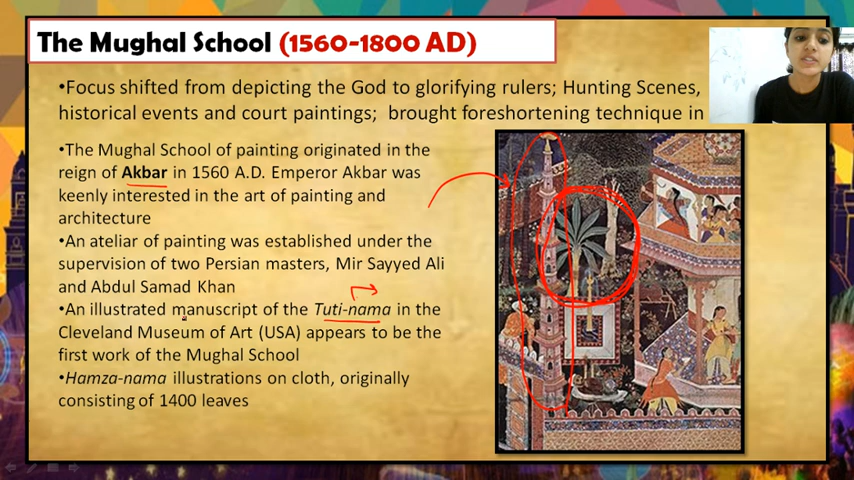 The Mughal School (1560-1800 AD)
•Focus shifted from depicting the God to glorifying rulers; Hunting Scenes,
historical events and court paintings; brought foreshortening technique in
•The Mughal School of painting originated in the
reign of Akbar in 1560 A.D. Emperor Akbar was
keenly interested in the art of painting and
architecture
•An ateliar of painting was established under the
supervision of two Persian masters, Mir Sayyed Ali
and Abdul Samad Khan
•An illustrated manuscript of the Tuti-nama in the
Cleveland Museum of Art (USA) appears to be the
first work of the Mughal School
•Hamza-nama illustrations on cloth, originally
consisting of 1400 leaves